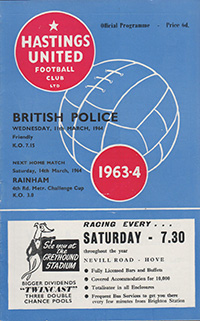 Official Programme - Price 6d.
HASTINGS
UNITED
FOOTBALL
CLUB
LTD
BRITISH POLICE
WEDNESDAY, 11th MARCH, 1964
Friendly
K.O. 7.15
NEXT HOME MATCH
Saturday, 14th March, 1964
RAINHAM
4th Rd. Metr. Challenge Cup
K.O. 3.0
1963-4
RACING EVERY...
SATURDAY - 7.30
throughout the year
NEVILL ROAD - HOVE
Fully Licensed Bars and Buffets
Covered Accommodation for 10,000
Totalisator in all Enclosures
Frequent Bus Services to get you there
every few minutes from Brighton Station
See you at
the
GREYHOUND
STADIUM
BIGGER DIVIDENDS
"TWINCAST"
THREE DOUBLE
CHANCE POOLS